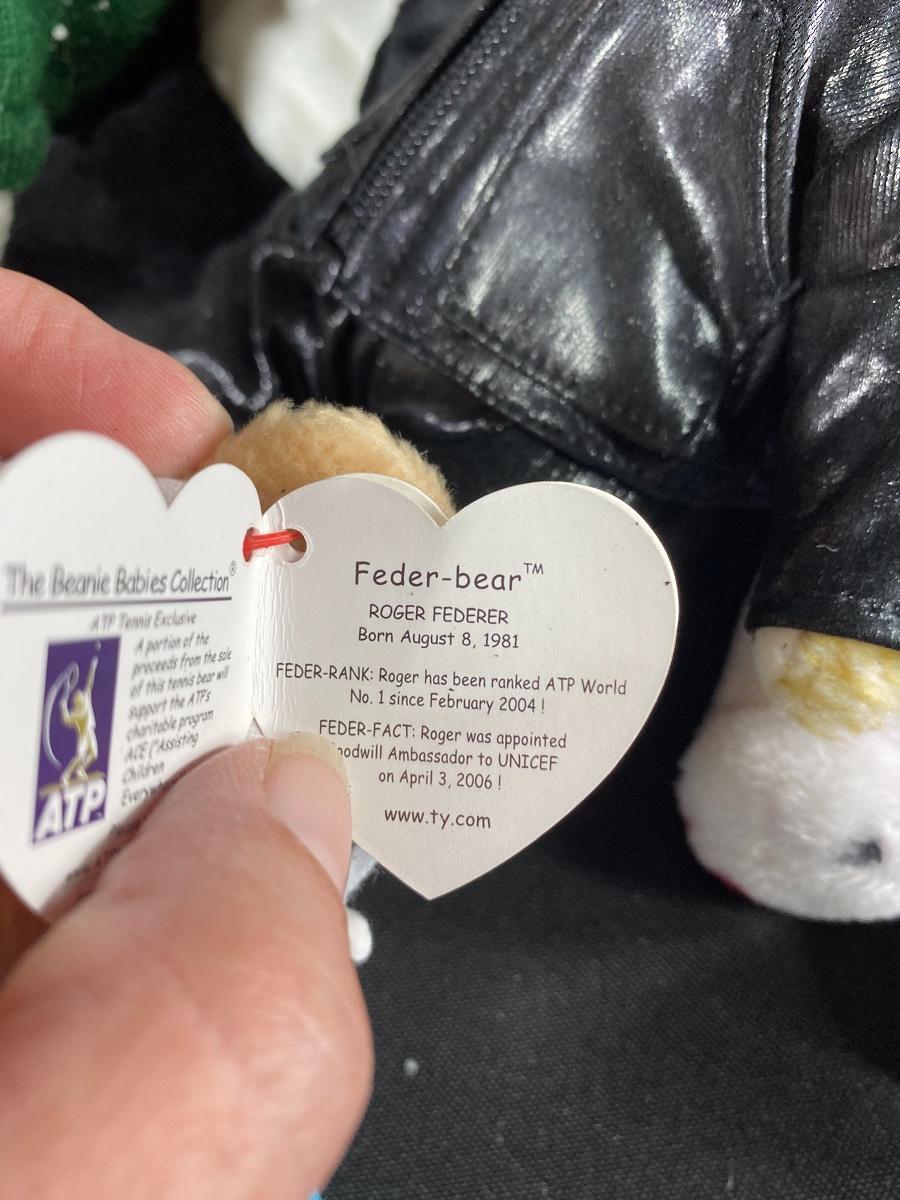 The Beanie Babies Collection®
ATP Tennis Exclusive
A portion of the
proceeds from the sale
of this tennis bear will
support the ATP's
charitable program
ACE ("Assisting
Children
ATP
Feder-bear™
ROGER FEDERER
Born August 8, 1981
FEDER-RANK: Roger has been ranked ATP World
No. 1 since February 2004 !
FEDER-FACT: Roger was appointed
Ambassador to UNICEF
on April 3, 2006 !
www.ty.com